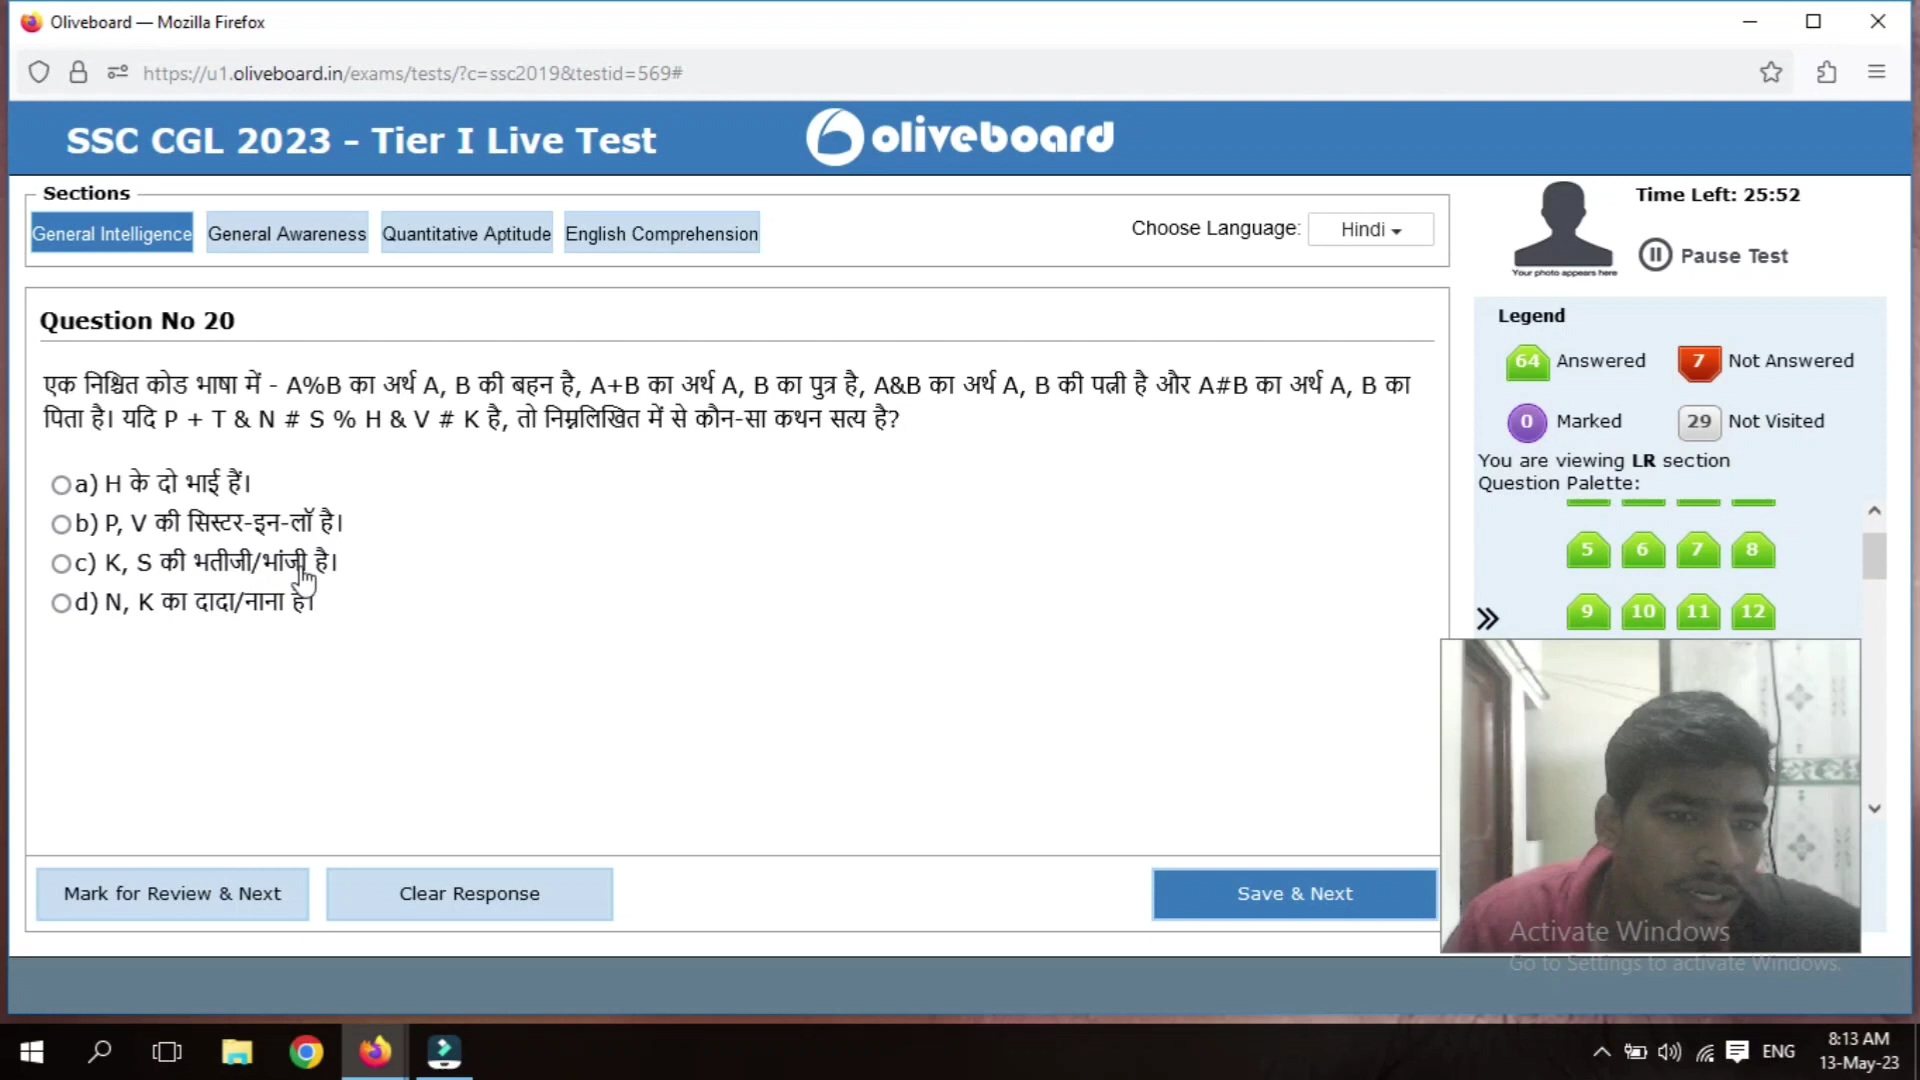 Oliveboard — Mozilla Firefox
https://u1.oliveboard.in/exams/tests/?c=ssc2019&testid=569#
SSC CGL 2023 - Tier I Live Test
oliveboard
Sections
General Intelligence
General Awareness
Quantitative Aptitude
English Comprehension
Choose Language:
Hindi
Your photo appears here
Time Left: 25:52
Pause Test
Question No 20
एक निश्चित कोड भाषा में - A%B का अर्थ A, B की बहन है, A+B का अर्थ A, B का पुत्र है, A&B का अर्थ A, B की पत्नी है और A#B का अर्थ A, B का
पिता है। यदि P + T & N # S % H & V # K है, तो निम्नलिखित में से कौन-सा कथन सत्य है?
a) H के दो भाई हैं।
b) P, V की सिस्टर-इन-लॉ है।
c) K, S की भतीजी/भांजी है।
d) N, K का दादा/नाना है।
Legend
64 Answered
7 Not Answered
0 Marked
29 Not Visited
You are viewing LR section
Question Palette:
5 6 7 8
9 10 11 12
Mark for Review & Next
Clear Response
Save & Next
Activate Windows
Go to Settings to activate Windows.
ENG
8:13 AM
13-May-23